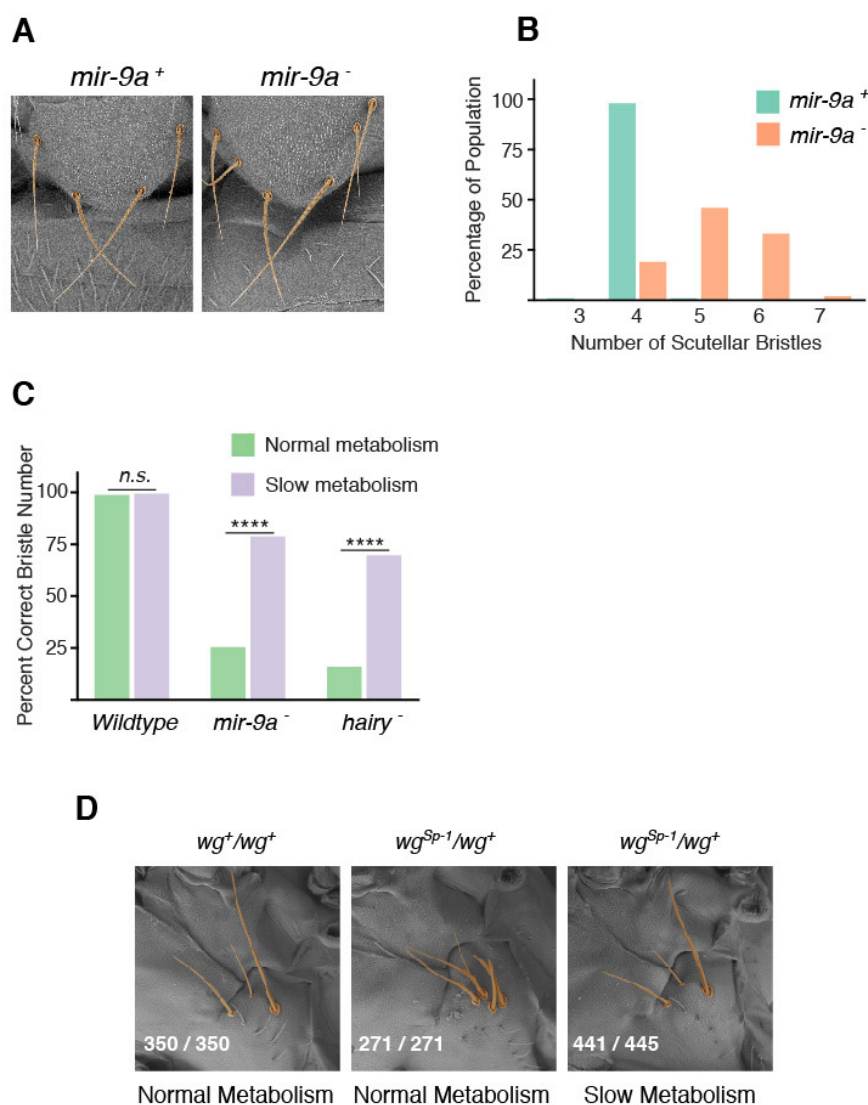 A
mir-9a +
mir-9a -
B
Percentage of Population
100
75
50
25
mir-9a +
mir-9a -
3
4
5
6
7
Number of Scutellar Bristles
C
Percent Correct Bristle Number
100
75
50
25
Normal metabolism
Slow metabolism
n.s.
****
****
Wildtype
mir-9a -
hairy -
D
wg+/wg+
wgSp-1/wg+
wgSp-1/wg+
350 / 350
271 / 271
441 / 445
Normal Metabolism
Normal Metabolism
Slow Metabolism